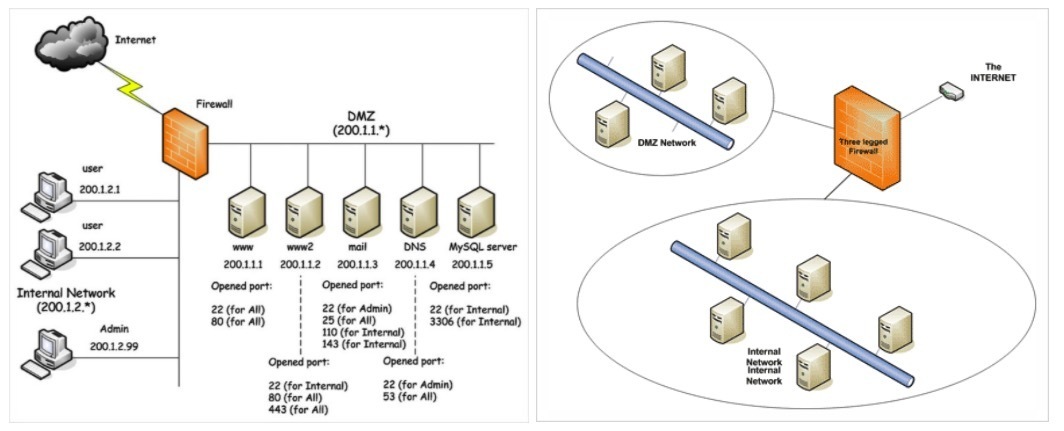 Internet
Firewall
DMZ
(200.1.1.*)
user
200.1.2.1
user
200.1.2.2
Internal Network
(200.1.2.*)
Admin
200.1.2.99
www
200.1.1.1
www2
200.1.1.2
mail
200.1.1.3
DNS
200.1.1.4
MySQL server
200.1.1.5
Opened port:
22 (for All)
80 (for All)
Opened port:
22 (for Internal)
80 (for All)
443 (for All)
Opened port:
22 (for Admin)
25 (for All)
110 (for Internal)
143 (for Internal)
Opened port:
22 (for Admin)
53 (for All)
Opened port:
22 (for Internal)
3306 (for Internal)
The
INTERNET
Three legged
Firewall
DMZ Network
Internal
Network
Internal
Network